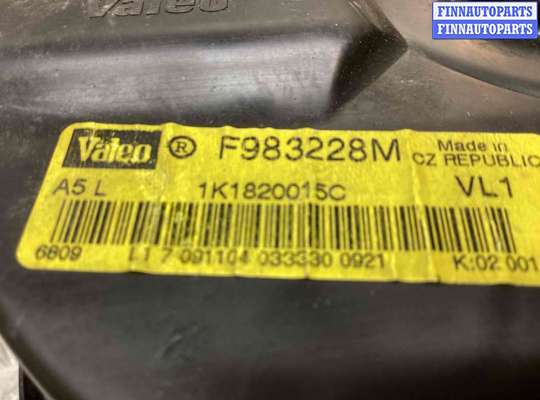 FINNAUTOPARTS
FINNAUTOPARTS
Valeo
Valeo ® F983228M Made in
CZ REPUBLIC
A5 L 1K1820015C VL1
6809 L1 7 091104 033330 0921 K:02 001